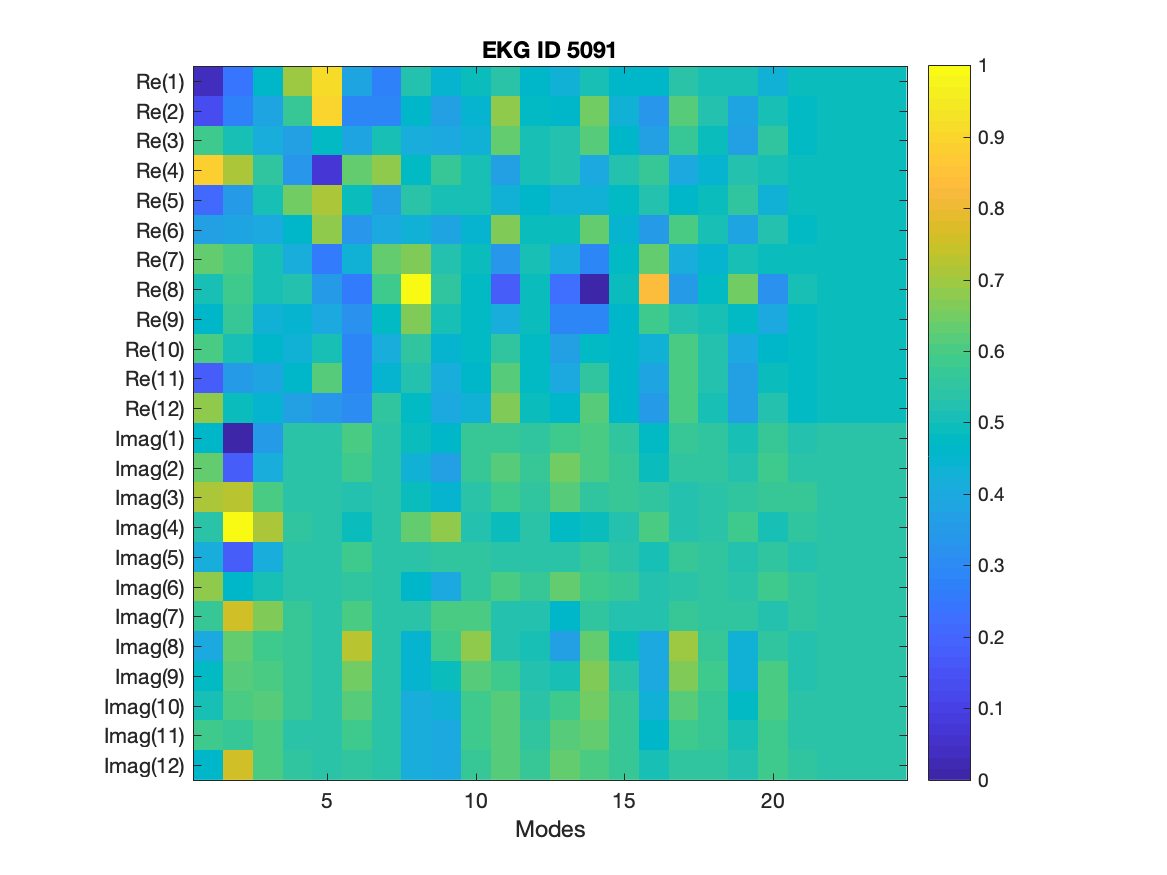 EKG ID 5091
Re(1)
Re(2)
Re(3)
Re(4)
Re(5)
Re(6)
Re(7)
Re(8)
Re(9)
Re(10)
Re(11)
Re(12)
Imag(1)
Imag(2)
Imag(3)
Imag(4)
Imag(5)
Imag(6)
Imag(7)
Imag(8)
Imag(9)
Imag(10)
Imag(11)
Imag(12)
5 10 15 20
Modes
1
0.9
0.8
0.7
0.6
0.5
0.4
0.3
0.2
0.1
0